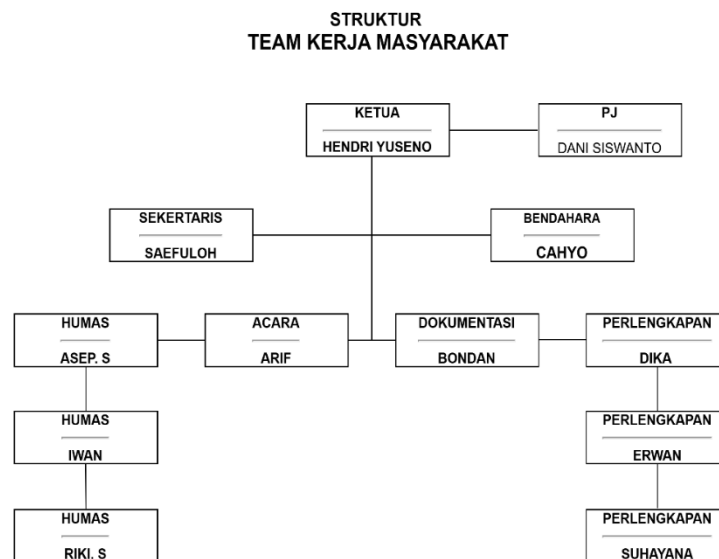 STRUKTUR
TEAM KERJA MASYARAKAT
KETUA
HENDRI YUSENO
PJ
DANI SISWANTO
SEKERTARIS
SAEFULOH
BENDAHARA
CAHYO
HUMAS
ASEP. S
ACARA
ARIF
DOKUMENTASI
BONDAN
PERLENGKAPAN
DIKA
HUMAS
IWAN
PERLENGKAPAN
ERWAN
HUMAS
RIKI. S
PERLENGKAPAN
SUHAYANA